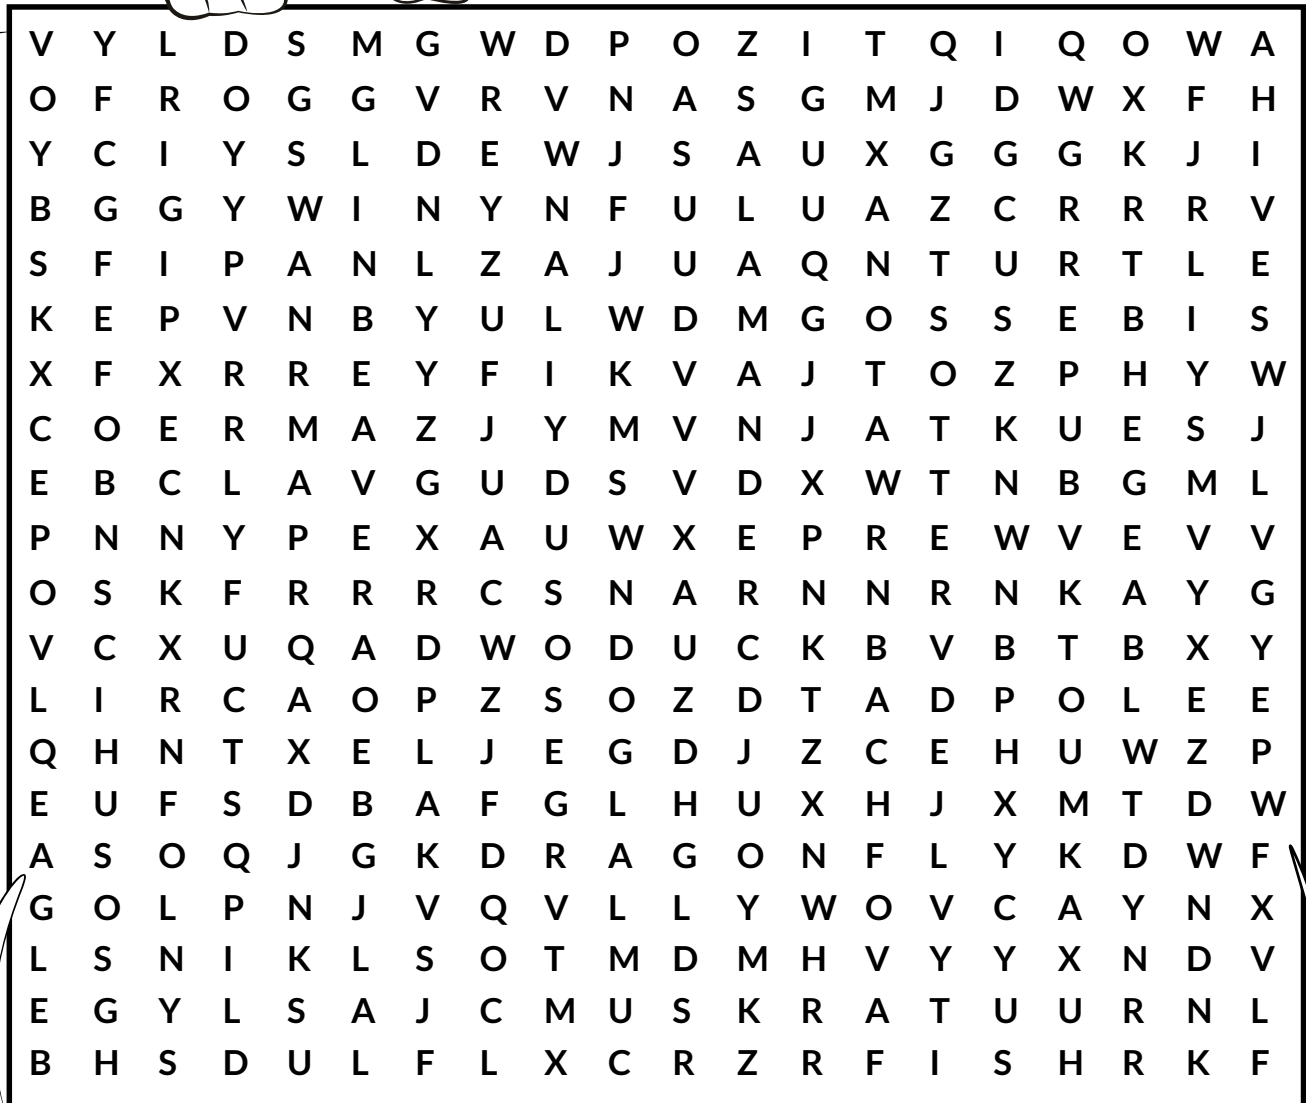 V Y L D S M G W D P O Z I T Q I Q O W A
O F R O G G V R V N A S G M J D W X F H
Y C I Y S L D E W J S A U X G G G K J I
B G G Y W I N Y N F U L U A Z C R R R V
S F I P A N L Z A J U A Q N T U R T L E
K E P V N B Y U L W D M G O S S E B I S
X F X R R E Y F I K V A J T O Z P H Y W
C O E R M A Z J Y M V N J A T K U E S J
E B C L A V G U D S V D X W T N B G M L
P N N Y P E X A U W X E P R E W V E V V
O S K F R R R C S N A R N N R N K A Y G
V C X U Q A D W O D U C K B V B T B X Y
L I R C A O P Z S O Z D T A D P O L E E
Q H N T X E L J E G D J Z C E H U W Z P
E U F S D B A F G L H U X H J X M T D W
A S O Q J G K D R A G O N F L Y K D W F
G O L P N J V Q V L L Y W O V C A Y N X
L S N I K L S O T M D M H V Y Y X N D V
E G Y L S A J C M U S K R A T U U R N L
B H S D U L F L X C R Z R F I S H R K F